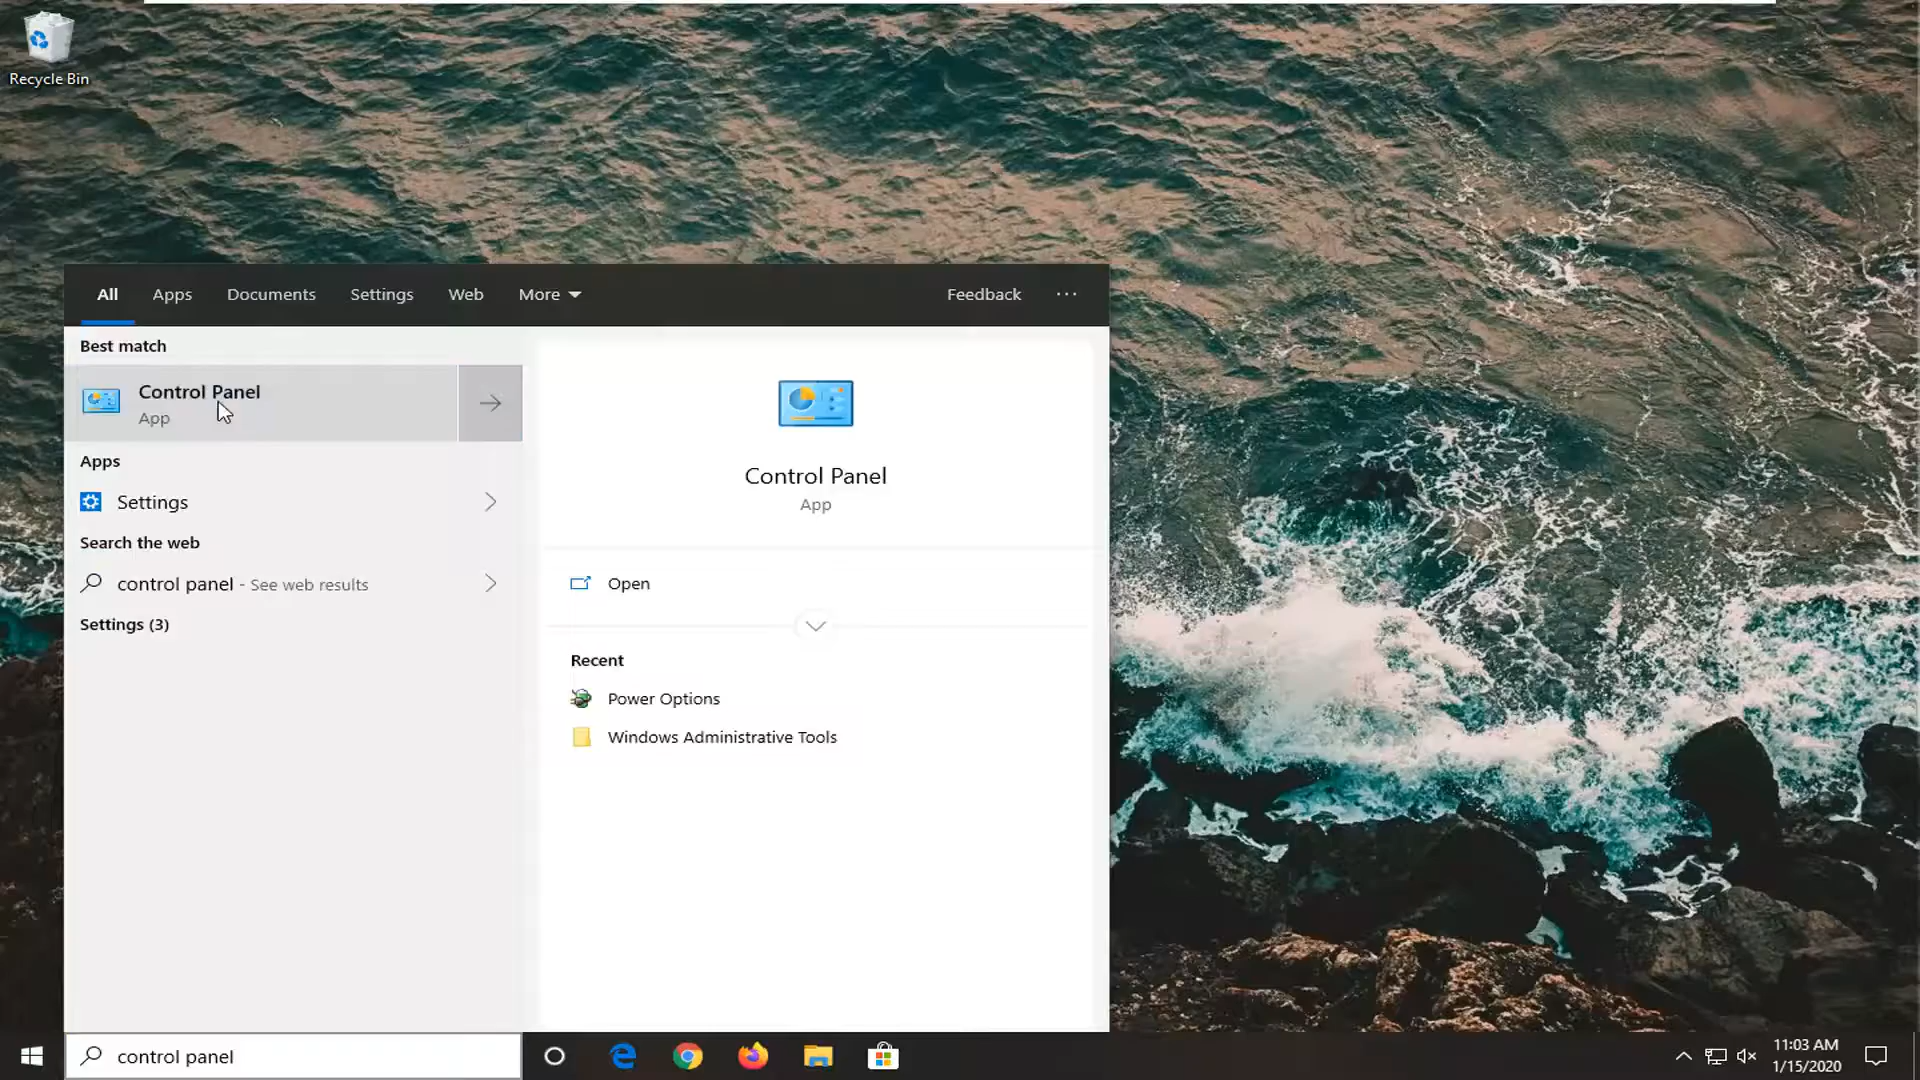 Recycle Bin
All Apps Documents Settings Web More Feedback ...
Best match
Control Panel
App
Apps
Settings
Search the web
control panel - See web results
Settings (3)
Control Panel
App
Open
Recent
Power Options
Windows Administrative Tools
control panel
11:03 AM
1/15/2020